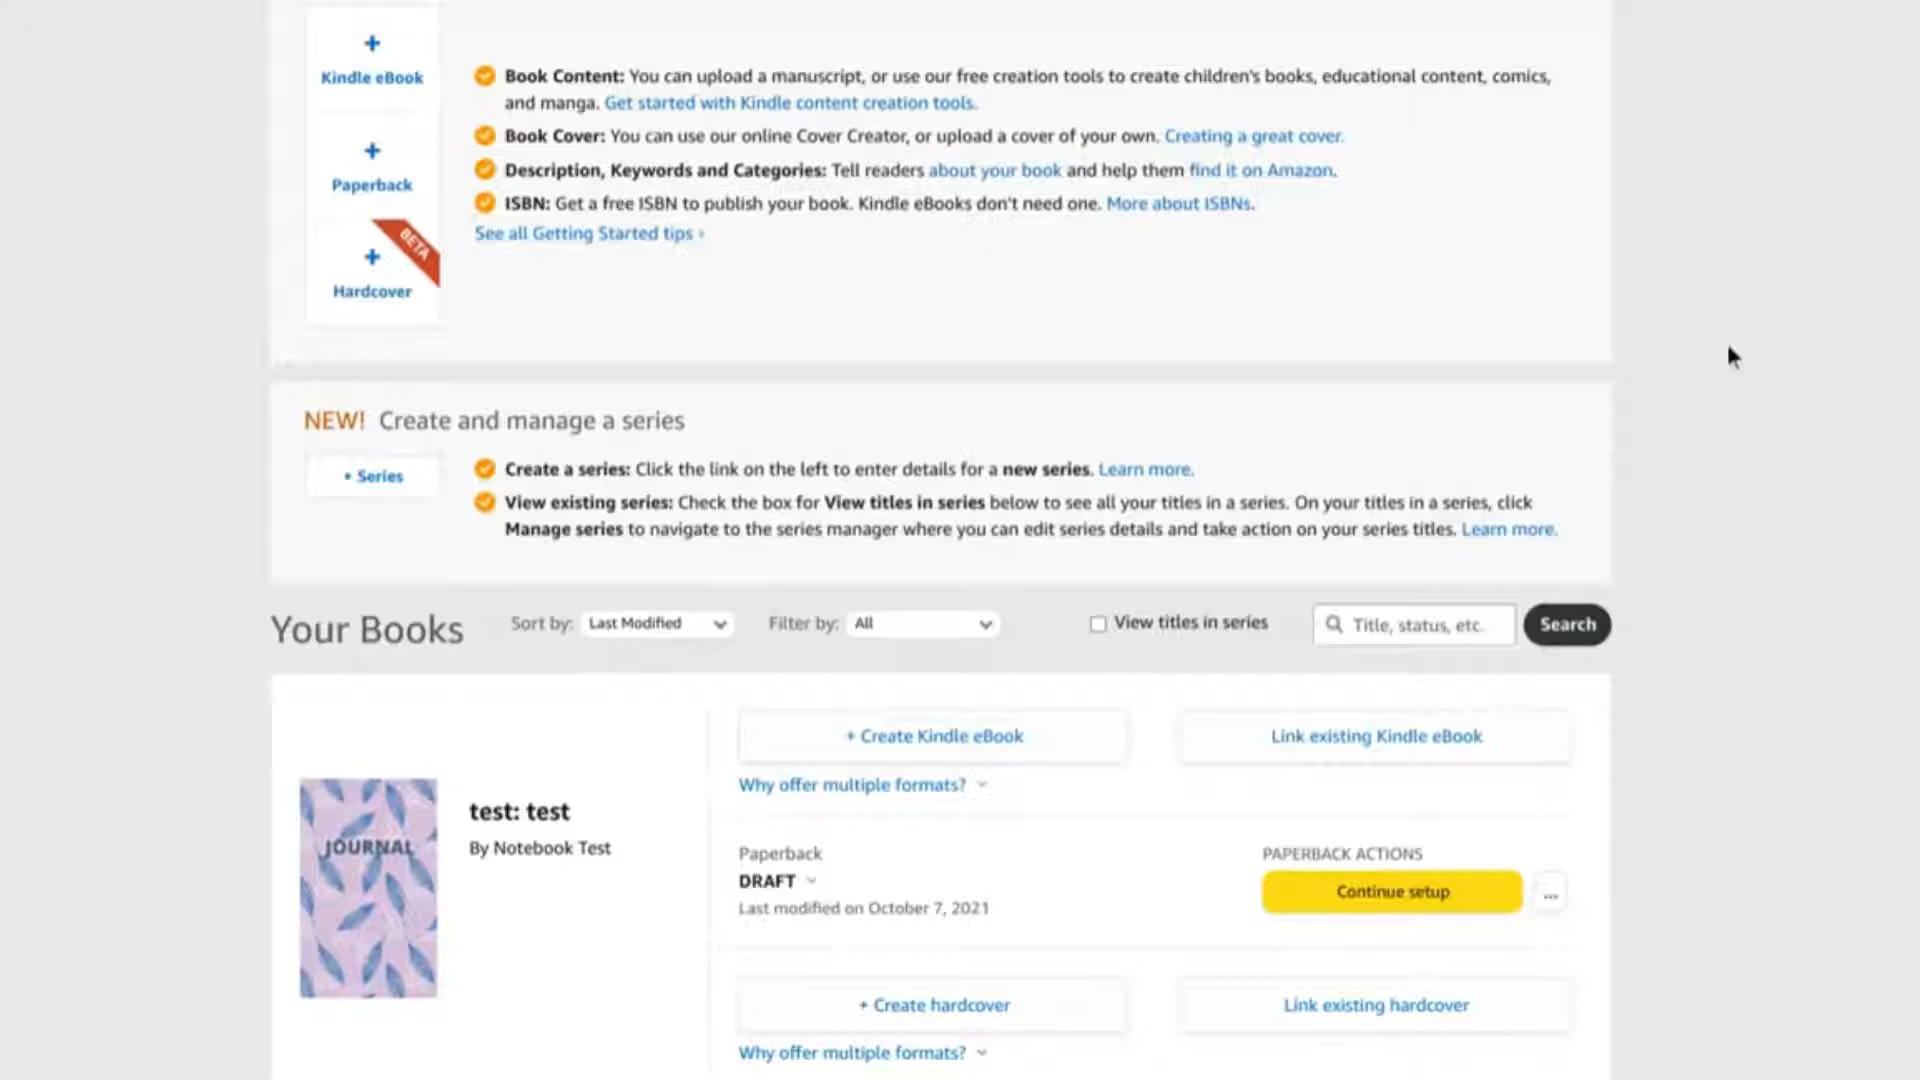 +
Kindle eBook
+
Paperback
BETA
+
Hardcover
Book Content: You can upload a manuscript, or use our free creation tools to create children's books, educational content, comics,
and manga. Get started with Kindle content creation tools.
Book Cover: You can use our online Cover Creator, or upload a cover of your own. Creating a great cover.
Description, Keywords and Categories: Tell readers about your book and help them find it on Amazon.
ISBN: Get a free ISBN to publish your book. Kindle eBooks don't need one. More about ISBNs.
See all Getting Started tips ›
NEW! Create and manage a series
+ Series
Create a series: Click the link on the left to enter details for a new series. Learn more.
View existing series: Check the box for View titles in series below to see all your titles in a series. On your titles in a series, click
Manage series to navigate to the series manager where you can edit series details and take action on your series titles. Learn more.
Your Books Sort by: Last Modified Filter by: All View titles in series Title, status, etc. Search
+ Create Kindle eBook Link existing Kindle eBook
Why offer multiple formats?
JOURNAL
test: test
By Notebook Test
Paperback PAPERBACK ACTIONS
DRAFT Continue setup ...
Last modified on October 7, 2021
+ Create hardcover Link existing hardcover
Why offer multiple formats?